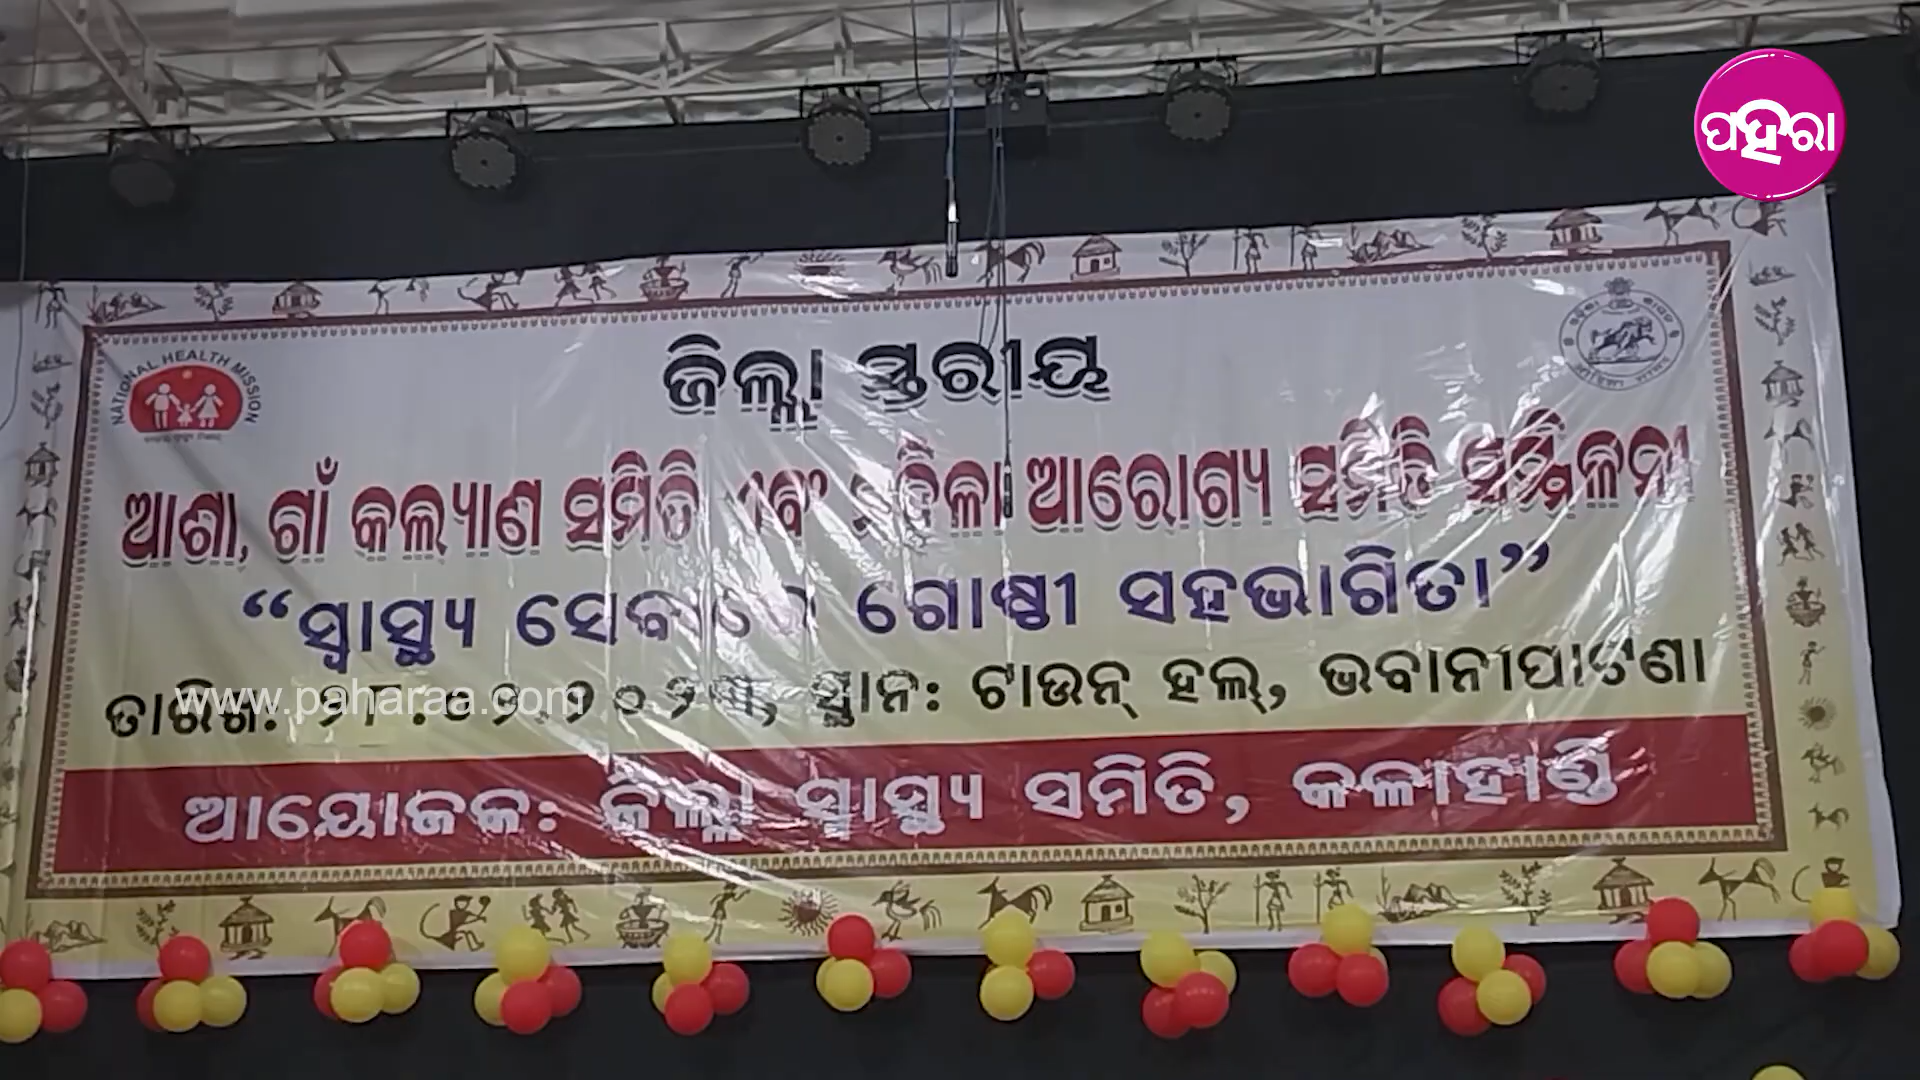 ପହରା
NATIONAL HEALTH MISSION
ଜିଲ୍ଲା ସ୍ତରୀୟ
ଆଶା, ଗାଁ କଲ୍ୟାଣ ସମିତି ଏବଂ ମହିଳା ଆରୋଗ୍ୟ ସମିତି ସମ୍ମିଳନୀ
“ସ୍ୱାସ୍ଥ୍ୟ ସେବାରେ ଗୋଷ୍ଠୀ ସହଭାଗିତା”
ତାରିଖ: ସ୍ଥାନ: ଟାଉନ୍ ହଲ୍, ଭବାନୀପାଟଣା
www.paharaa.com
ଆୟୋଜକ: ଜିଲ୍ଲା ସ୍ୱାସ୍ଥ୍ୟ ସମିତି, କଳାହାଣ୍ଡି